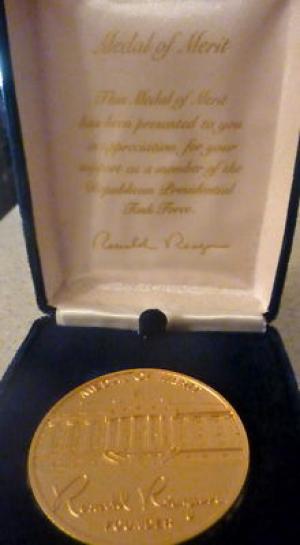 Medal of Merit
This Medal of Merit
has been presented to you
in appreciation for your
support as a member of the
Republican Presidential
Task Force.
Ronald Reagan
MEDAL OF MERIT
Ronald Reagan
FOUNDER